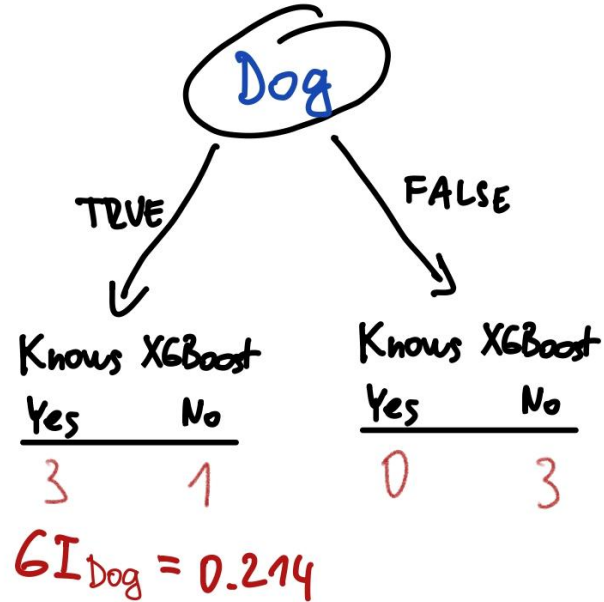 Dog
TRUE
FALSE
Knows XGBoost
Yes No
3 1
Knows XGBoost
Yes No
0 3
GI Dog = 0.214